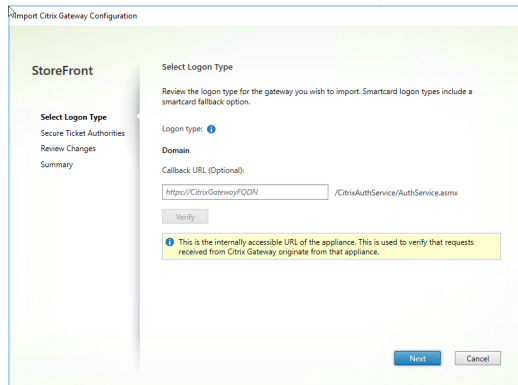 Import Citrix Gateway Configuration
StoreFront
Select Logon Type
Secure Ticket Authorities
Review Changes
Summary
Select Logon Type
Review the logon type for the gateway you wish to import. Smartcard logon types include a
smartcard fallback option.
Logon type:
Domain
Callback URL (Optional):
https://CitrixGatewayFQDN /CitrixAuthService/AuthService.asmx
Verify
This is the internally accessible URL of the appliance. This is used to verify that requests
received from Citrix Gateway originate from that appliance.
Next Cancel